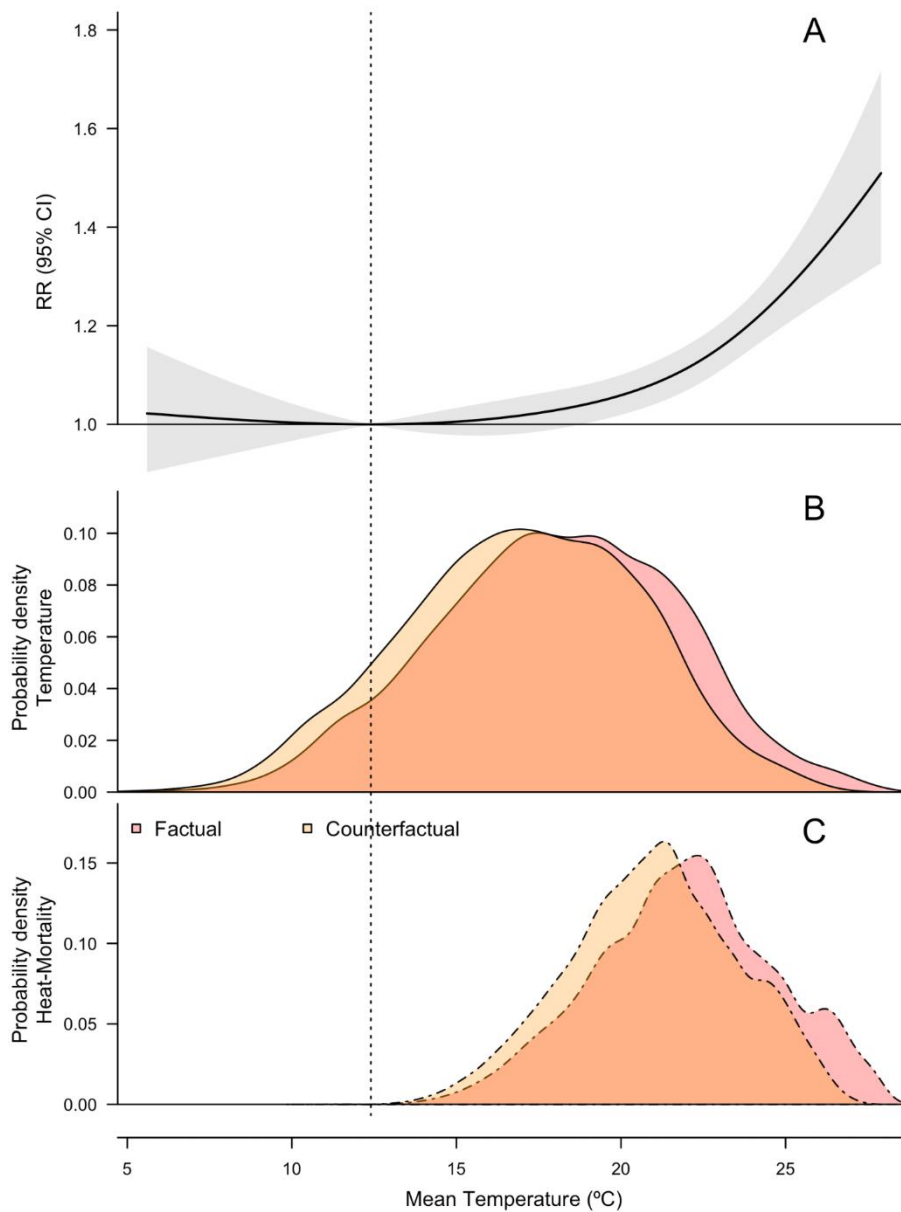 A
1.8
1.6
1.4
1.2
1.0
RR (95% CI)
B
0.10
0.08
0.06
0.04
0.02
0.00
Probability density
Temperature
Factual
Counterfactual
C
0.15
0.10
0.05
0.00
Probability density
Heat-Mortality
5 10 15 20 25
Mean Temperature (ºC)